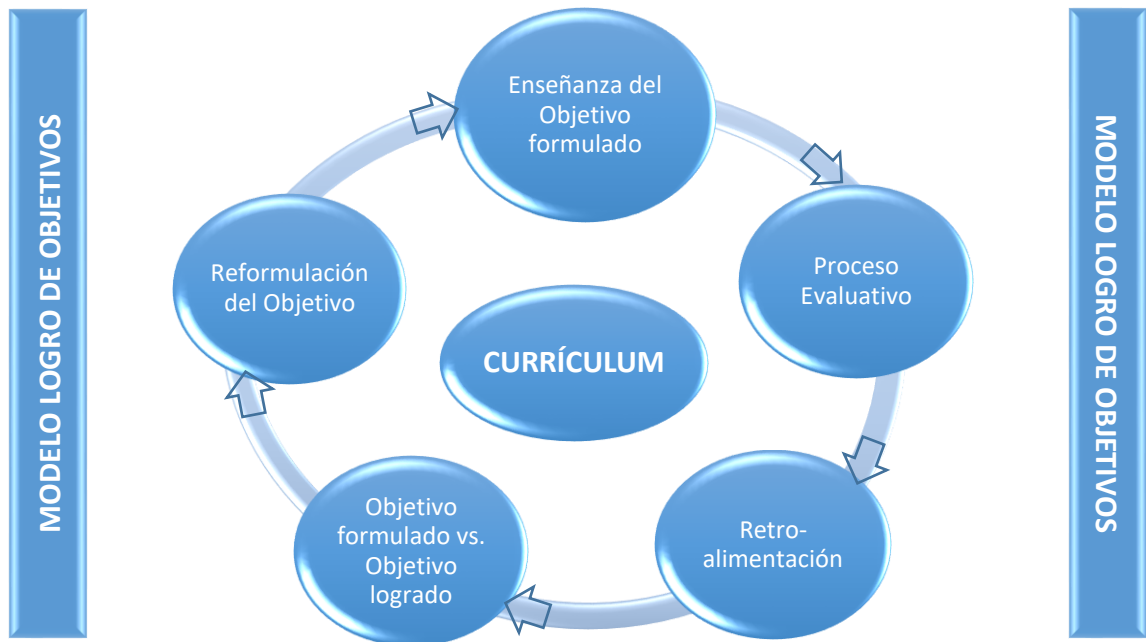 MODELO LOGRO DE OBJETIVOS
Enseñanza del
Objetivo
formulado
Proceso
Evaluativo
Retro-
alimentación
Objetivo
formulado vs.
Objetivo
logrado
Reformulación
del Objetivo
CURRÍCULUM
MODELO LOGRO DE OBJETIVOS